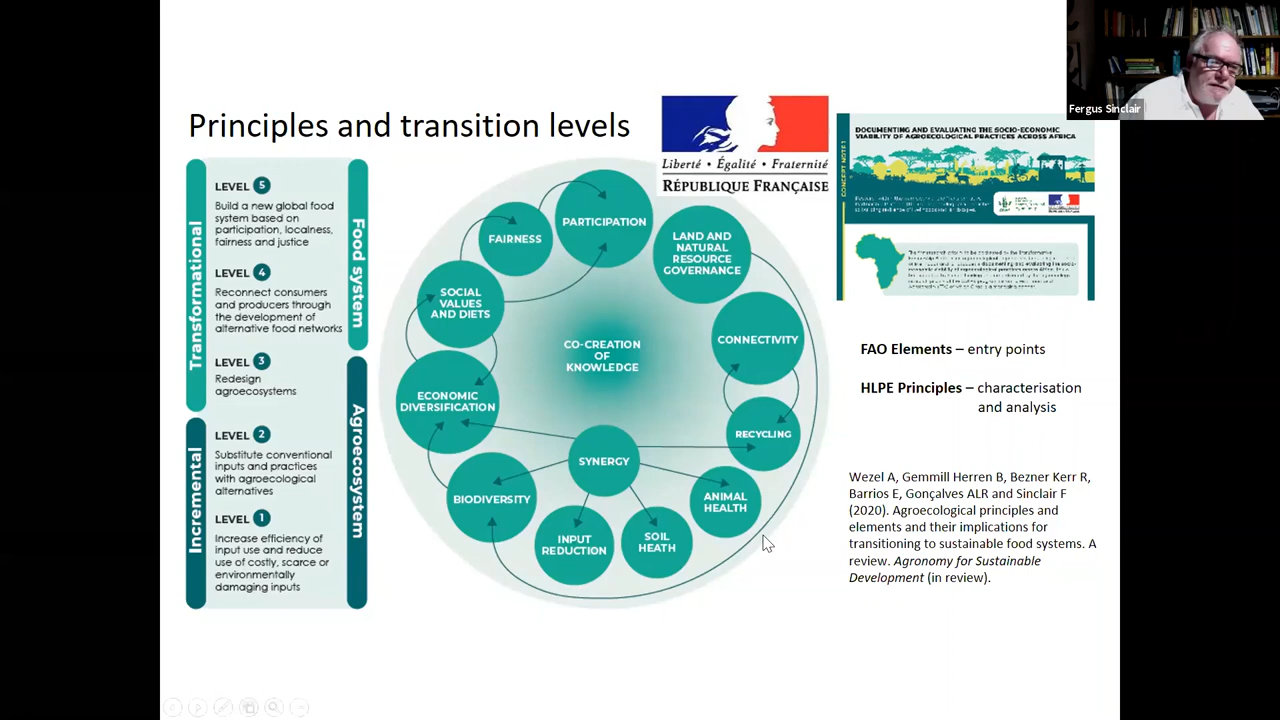 Fergus Sinclair
Principles and transition levels
Liberté • Égalité • Fraternité
RÉPUBLIQUE FRANÇAISE
Transformational
Incremental
Food system
Agroecosystem
LEVEL 5
Build a new global food
system based on
participation, localness,
fairness and justice
LEVEL 4
Reconnect consumers
and producers through
the development of
alternative food networks
LEVEL 3
Redesign
agroecosystems
LEVEL 2
Substitute conventional
inputs and practices
with agroecological
alternatives
LEVEL 1
Increase efficiency of
input use and reduce
use of costly, scarce or
environmentally
damaging inputs
PARTICIPATION
FAIRNESS
LAND AND
NATURAL
RESOURCE
GOVERNANCE
SOCIAL
VALUES
AND DIETS
CONNECTIVITY
CO-CREATION
OF
KNOWLEDGE
ECONOMIC
DIVERSIFICATION
RECYCLING
SYNERGY
BIODIVERSITY
ANIMAL
HEALTH
INPUT
REDUCTION
SOIL
HEATH
CONCEPT NOTE
DOCUMENTING AND EVALUATING THE SOCIO-ECONOMIC
VIABILITY OF AGROECOLOGICAL PRACTICES ACROSS AFRICA
FAO Elements – entry points
HLPE Principles – characterisation
and analysis
Wezel A, Gemmill Herren B, Bezner Kerr R,
Barrios E, Gonçalves ALR and Sinclair F
(2020). Agroecological principles and
elements and their implications for
transitioning to sustainable food systems. A
review. Agronomy for Sustainable
Development (in review).